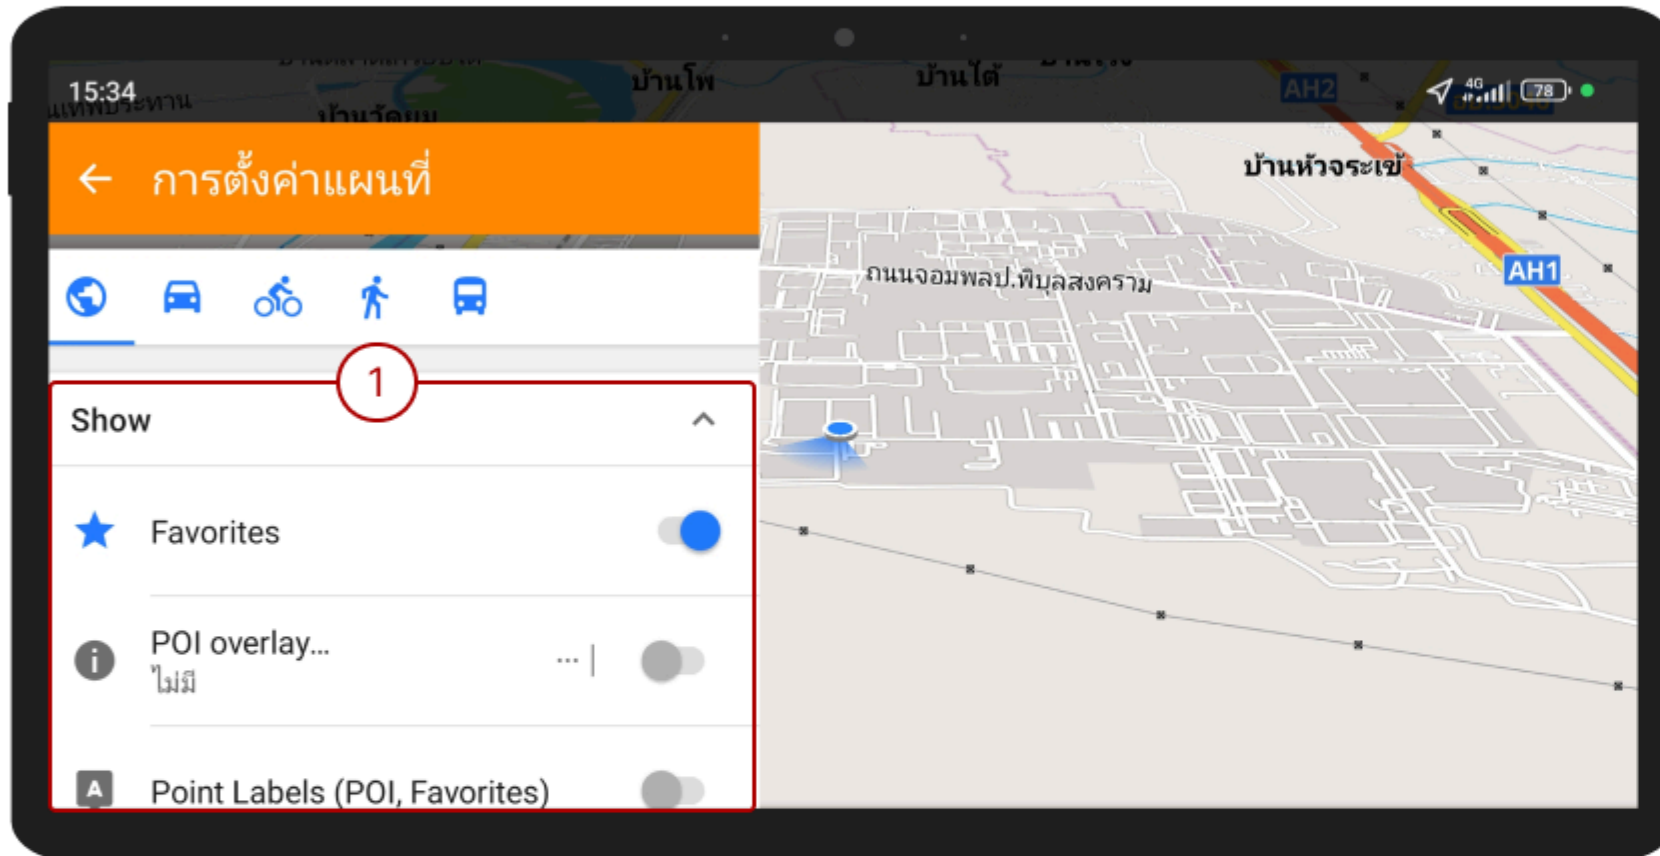 15:34
4G
78
บ้านโพ
บ้านใต้
AH2
การตั้งค่าแผนที่
บ้านหัวจระเข้
ถนนจอมพลป.พิบูลสงคราม
AH1
1
Show
Favorites
POI overlay...
ไม่มี
... |
A
Point Labels (POI, Favorites)